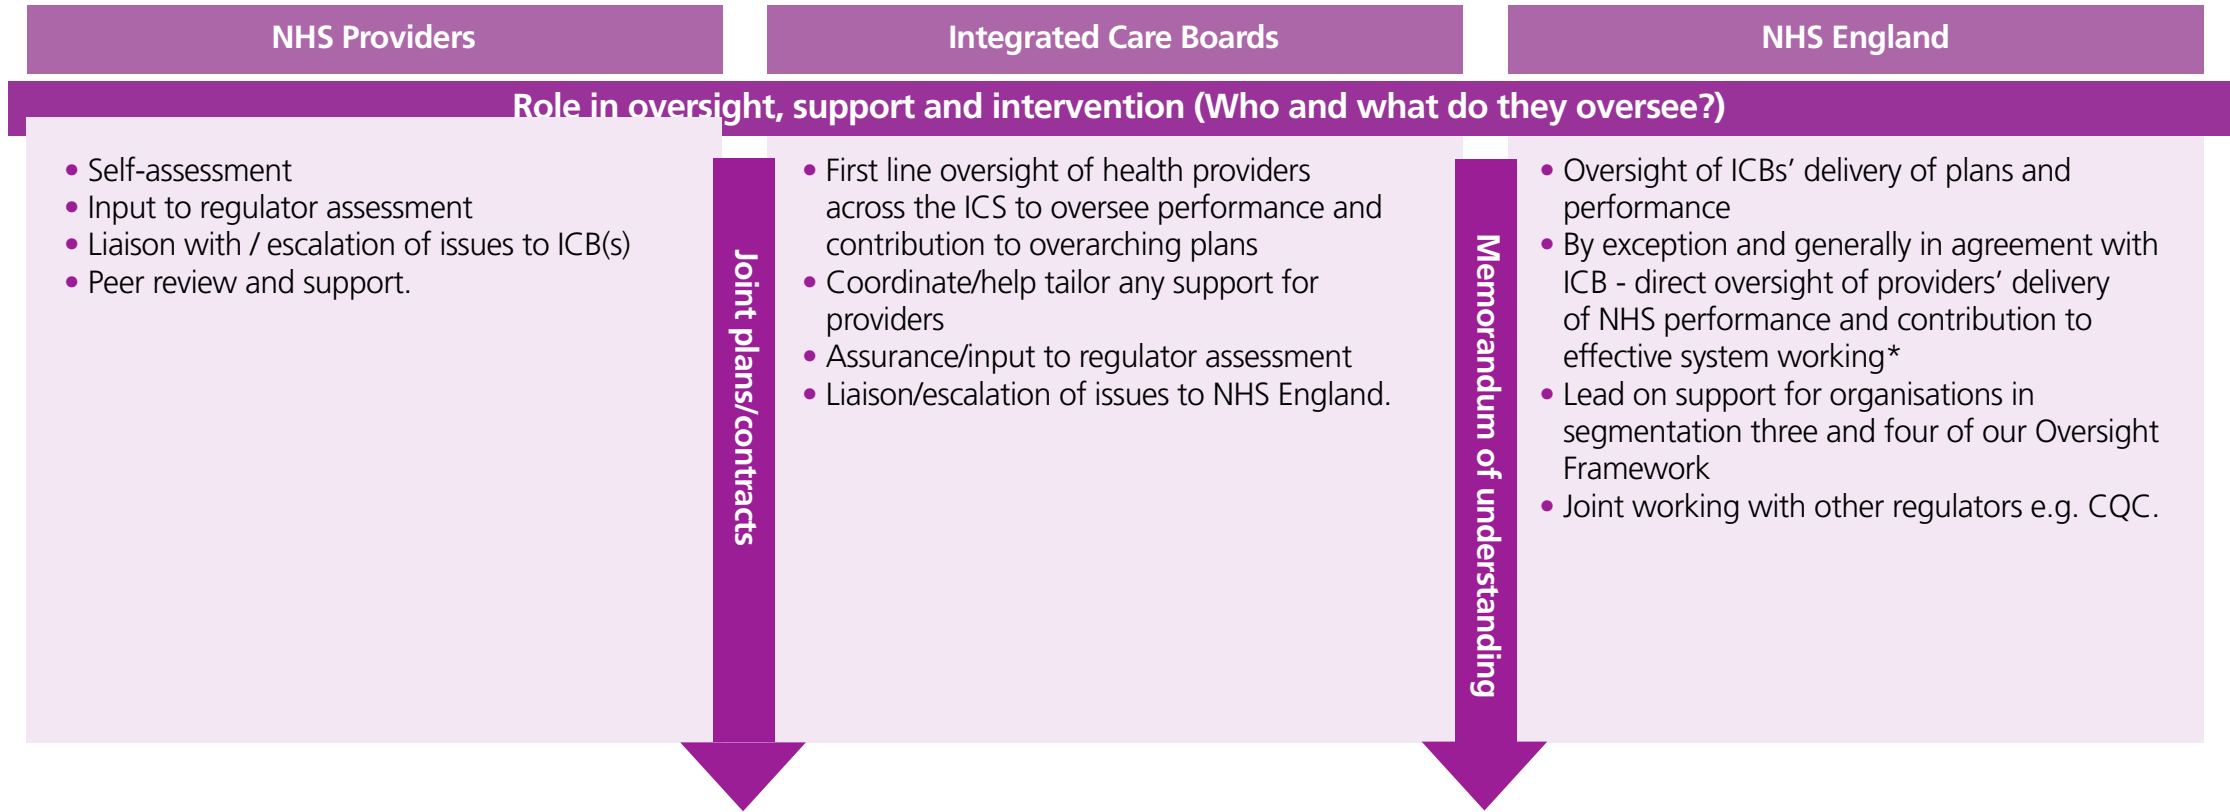 NHS Providers
Integrated Care Boards
NHS England
Role in oversight, support and intervention (Who and what do they oversee?)
• Self-assessment
• Input to regulator assessment
• Liaison with / escalation of issues to ICB(s)
• Peer review and support.
Joint plans/contracts
• First line oversight of health providers
across the ICS to oversee performance and
contribution to overarching plans
• Coordinate/help tailor any support for
providers
• Assurance/input to regulator assessment
• Liaison/escalation of issues to NHS England.
Memorandum of understanding
• Oversight of ICBs’ delivery of plans and
performance
• By exception and generally in agreement with
ICB - direct oversight of providers’ delivery
of NHS performance and contribution to
effective system working*
• Lead on support for organisations in
segmentation three and four of our Oversight
Framework
• Joint working with other regulators e.g. CQC.